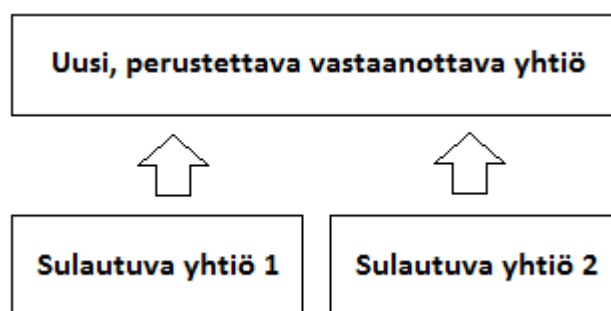 Uusi, perustettava vastaanottava yhtiö
Sulautuva yhtiö 1
Sulautuva yhtiö 2